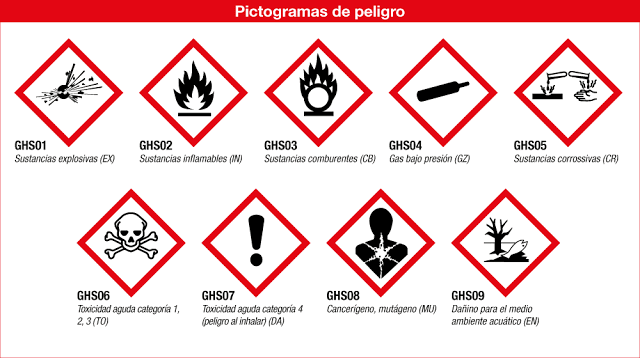 Pictogramas de peligro
GHS01
Sustancias explosivas (EX)
GHS02
Sustancias inflamables (IN)
GHS03
Sustancias comburentes (CB)
GHS04
Gas bajo presión (GZ)
GHS05
Sustancias corrossivas (CR)
GHS06
Toxicidad aguda categoría 1,
2, 3 (TO)
GHS07
Toxicidad aguda categoría 4
(peligro al inhalar) (DA)
GHS08
Cancerígeno, mutágeno (MU)
GHS09
Dañino para el medio
ambiente acuático (EN)